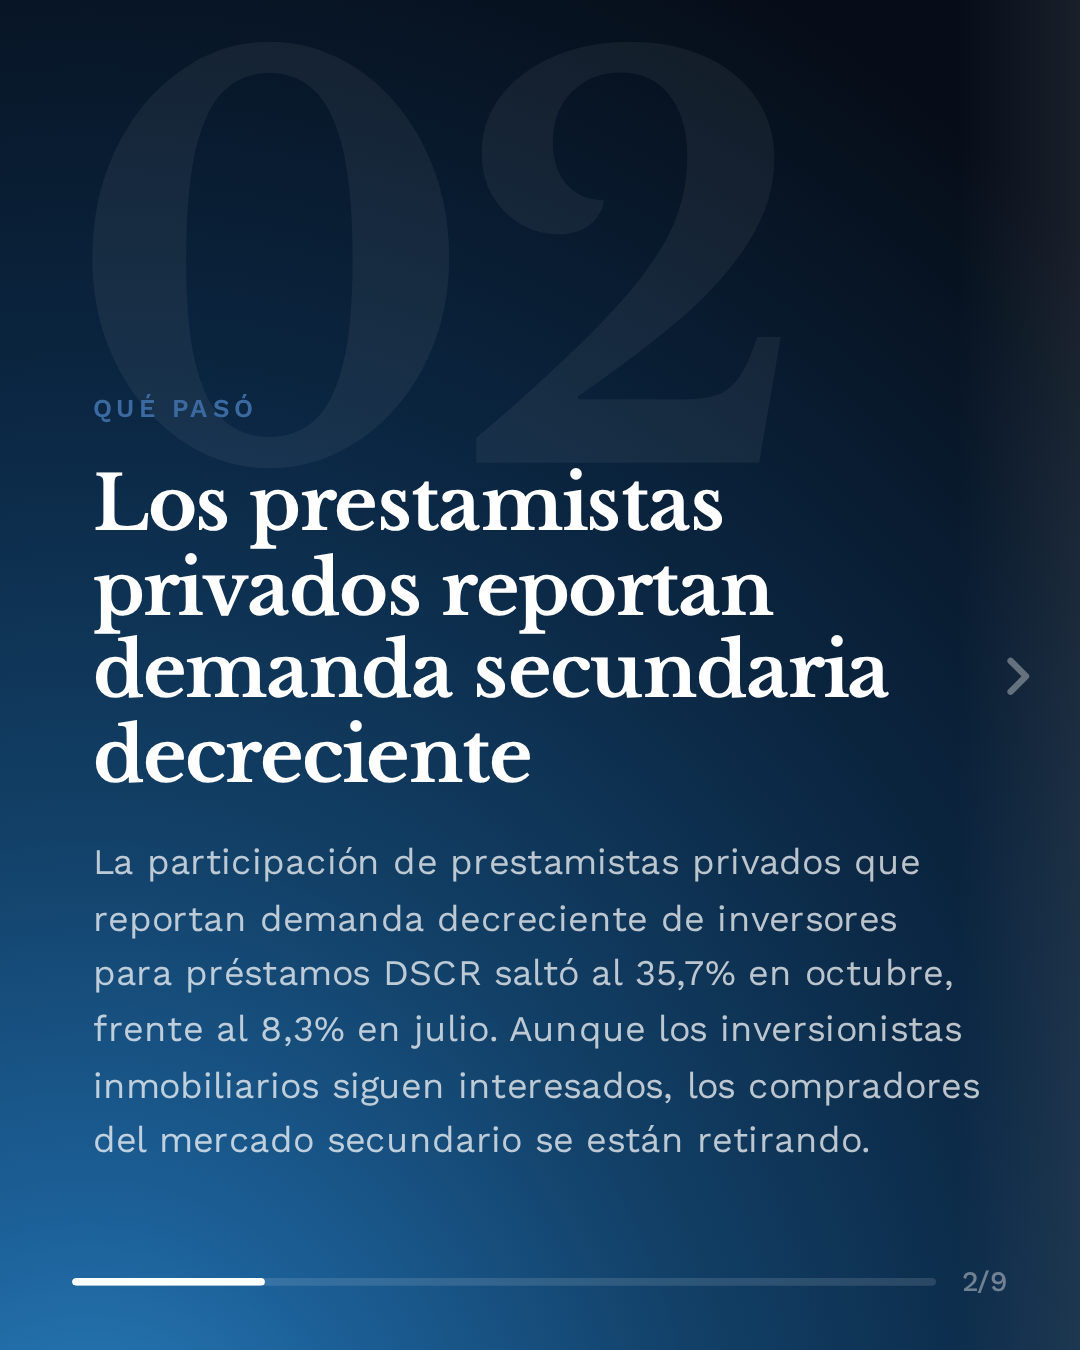 02
QUÉ PASÓ
Los prestamistas
privados reportan
demanda secundaria
decreciente
La participación de prestamistas privados que
reportan demanda decreciente de inversores
para préstamos DSCR saltó al 35,7% en octubre,
frente al 8,3% en julio. Aunque los inversionistas
inmobiliarios siguen interesados, los compradores
del mercado secundario se están retirando.
2/9